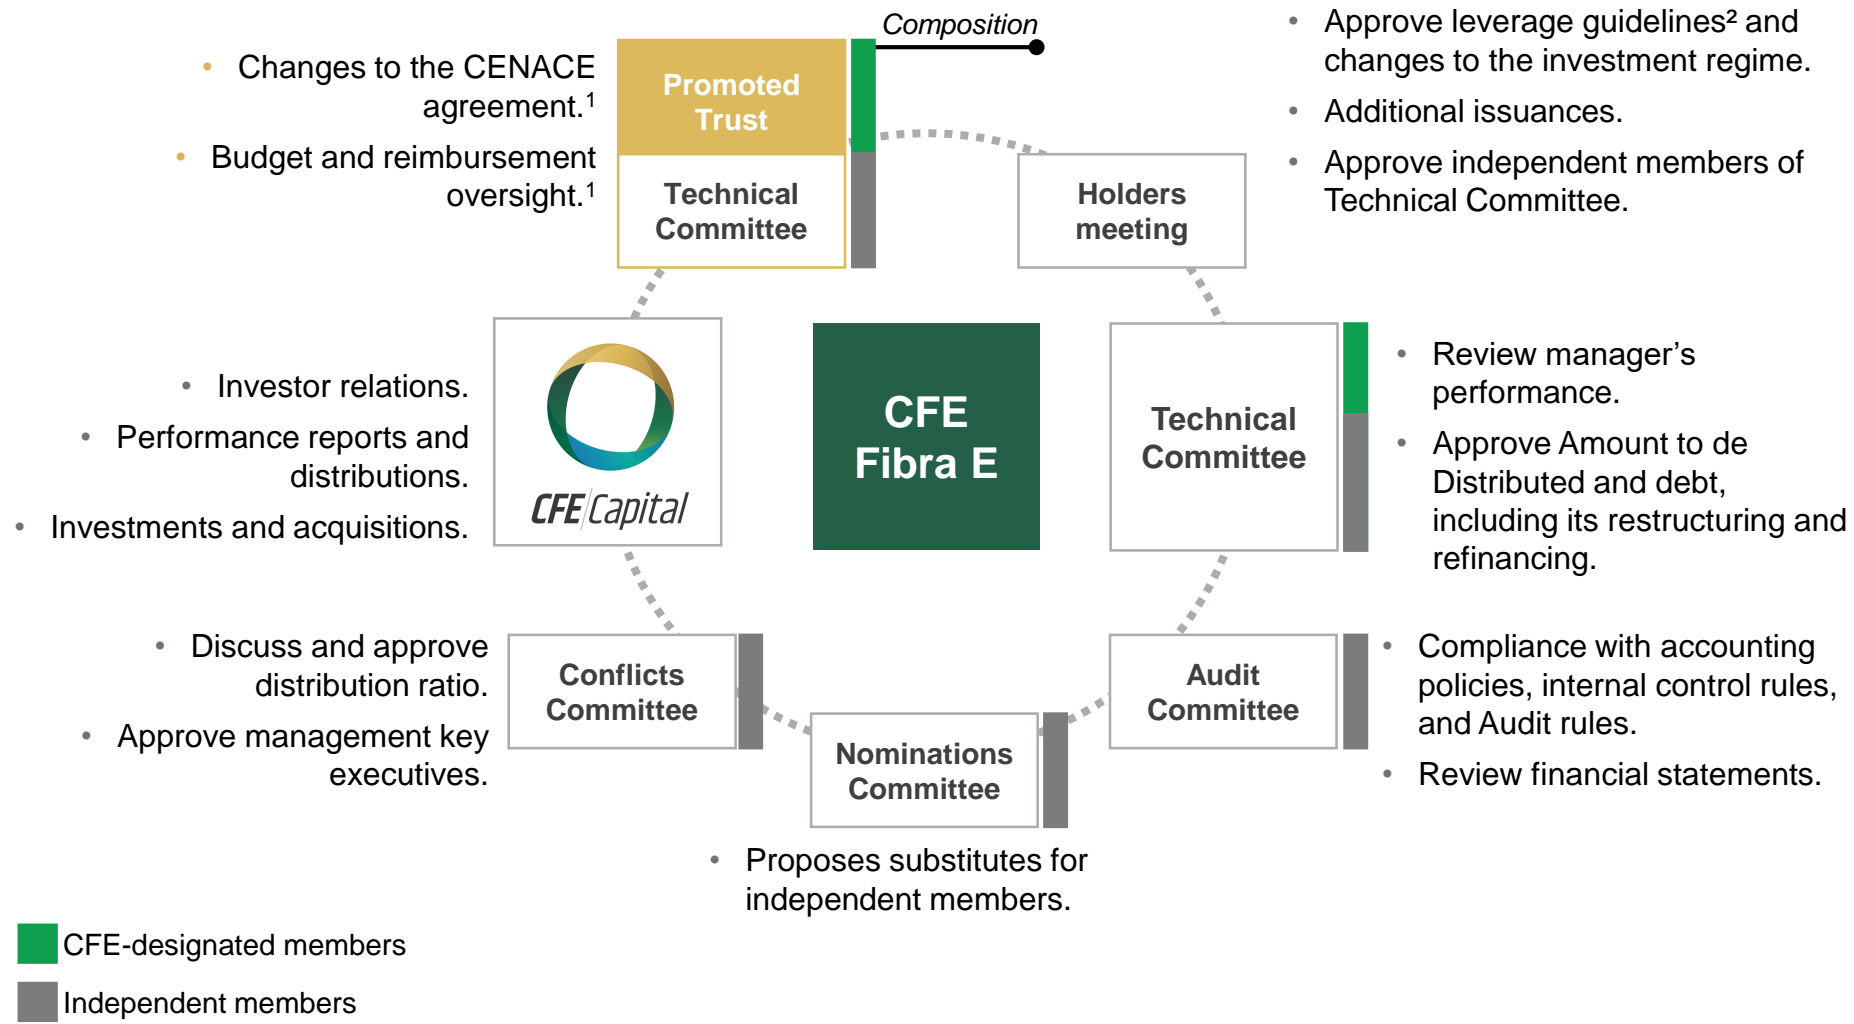 Composition
• Changes to the CENACE
agreement.¹
• Budget and reimbursement
oversight.¹
Promoted
Trust
Technical
Committee
Holders
meeting
• Approve leverage guidelines² and
changes to the investment regime.
• Additional issuances.
• Approve independent members of
Technical Committee.
• Investor relations.
• Performance reports and
distributions.
• Investments and acquisitions.
CFE/Capital
CFE
Fibra E
Technical
Committee
• Review manager’s
performance.
• Approve Amount to de
Distributed and debt,
including its restructuring and
refinancing.
• Discuss and approve
distribution ratio.
• Approve management key
executives.
Conflicts
Committee
Nominations
Committee
• Proposes substitutes for
independent members.
Audit
Committee
• Compliance with accounting
policies, internal control rules,
and Audit rules.
• Review financial statements.
CFE-designated members
Independent members